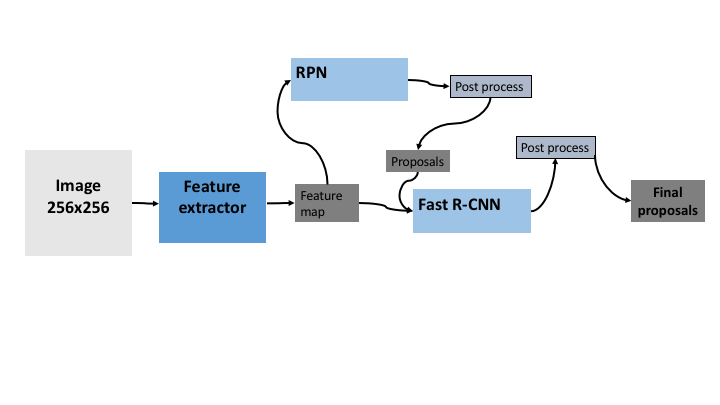 RPN
Post process
Post process
Proposals
Image
256x256
Feature
extractor
Feature
map
Fast R-CNN
Final
proposals